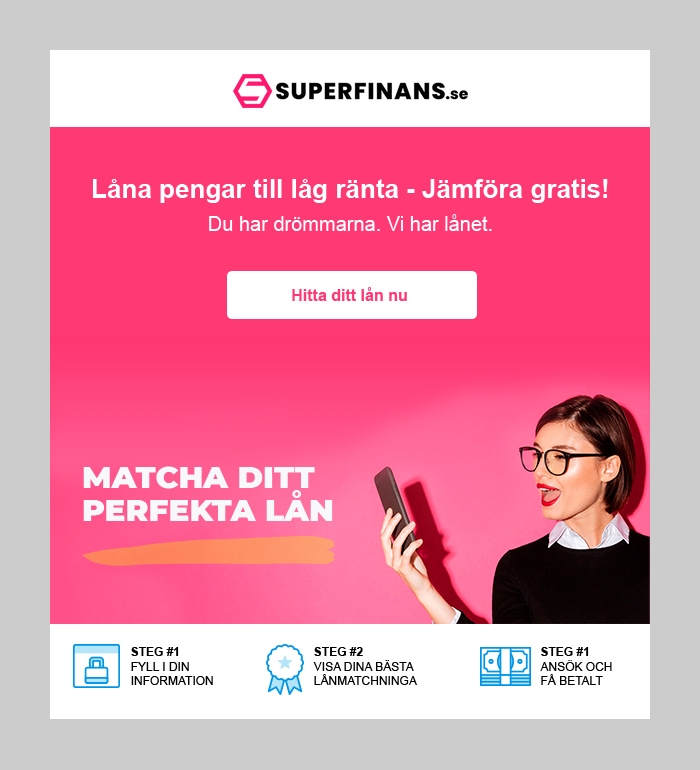 SUPERFINANS.se
Låna pengar till låg ränta - Jämföra gratis!
Du har drömmarna. Vi har lånet.
Hitta ditt lån nu
MATCHA DITT
PERFEKTA LÅN
STEG #1
FYLL I DIN
INFORMATION
STEG #2
VISA DINA BÄSTA
LÅNMATCHNINGA
STEG #1
ANSÖK OCH
FÅ BETALT